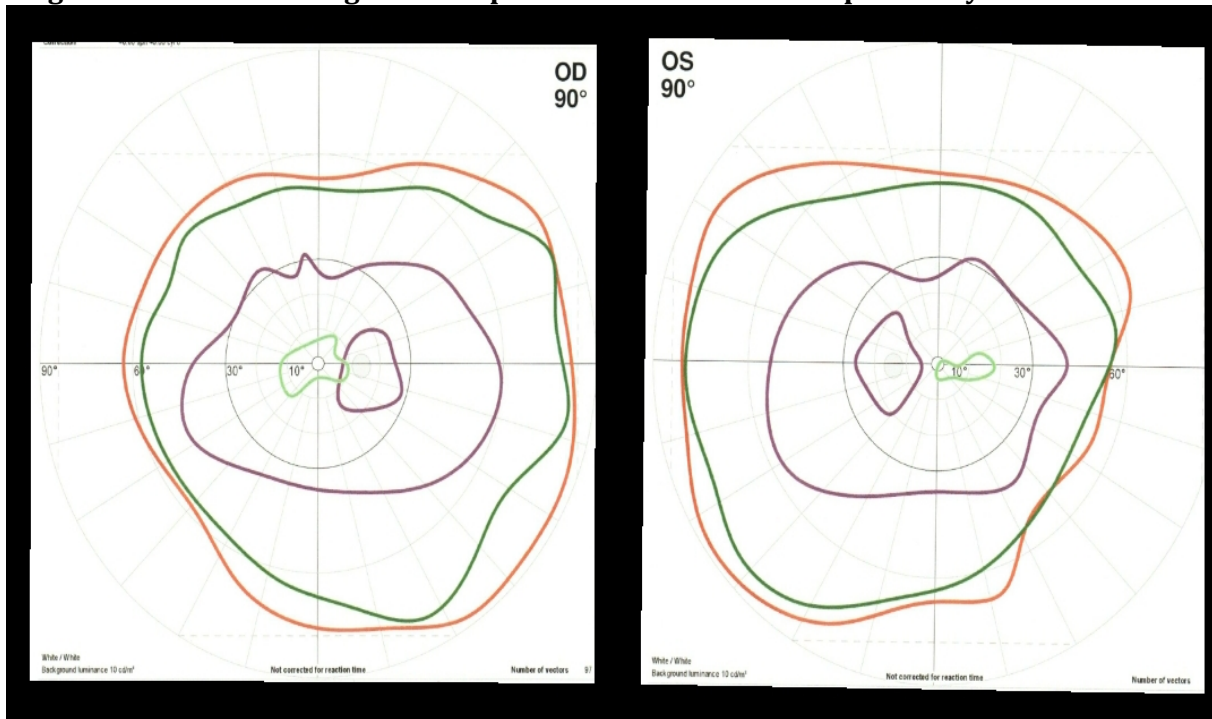 OD
90°
90° 60° 30° 10°
White / White
Background luminance 10 cd/m²
Not corrected for reaction time
Number of vectors 97
OS
90°
10° 30° 60°
White / White
Background luminance 10 cd/m²
Not corrected for reaction time
Number of vectors